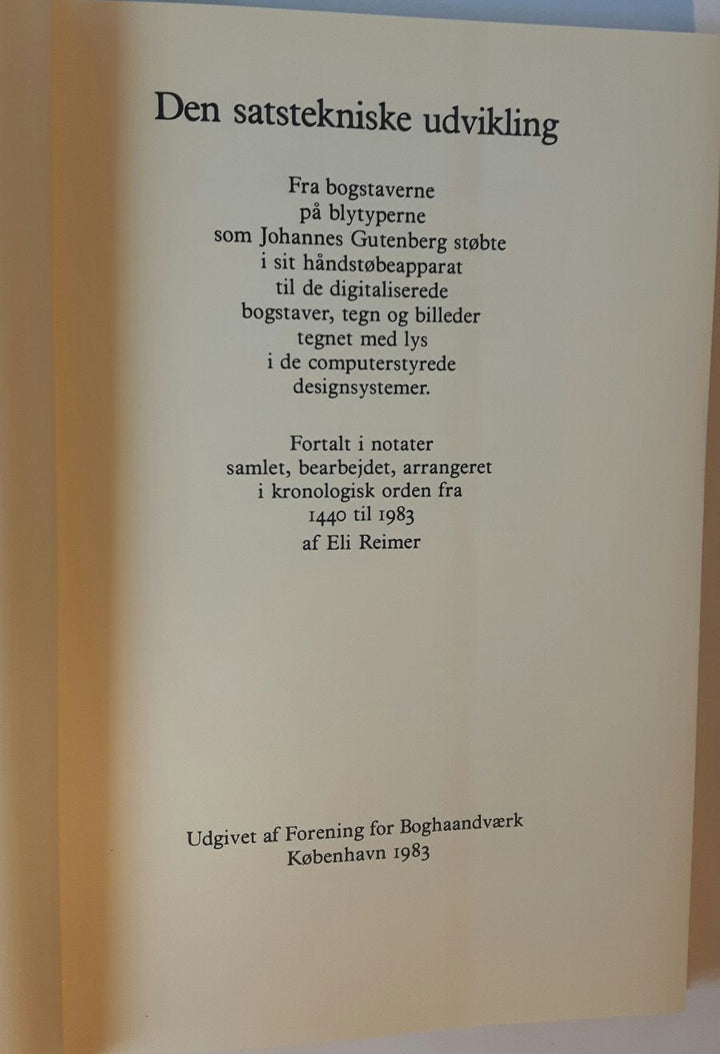 Den satstekniske udvikling
Fra bogstaverne
på blytyperne
som Johannes Gutenberg støbte
i sit håndstøbeapparat
til de digitaliserede
bogstaver, tegn og billeder
tegnet med lys
i de computerstyrede
designsystemer.
Fortalt i notater
samlet, bearbejdet, arrangeret
i kronologisk orden fra
1440 til 1983
af Eli Reimer
Udgivet af Forening for Boghaandværk
København 1983